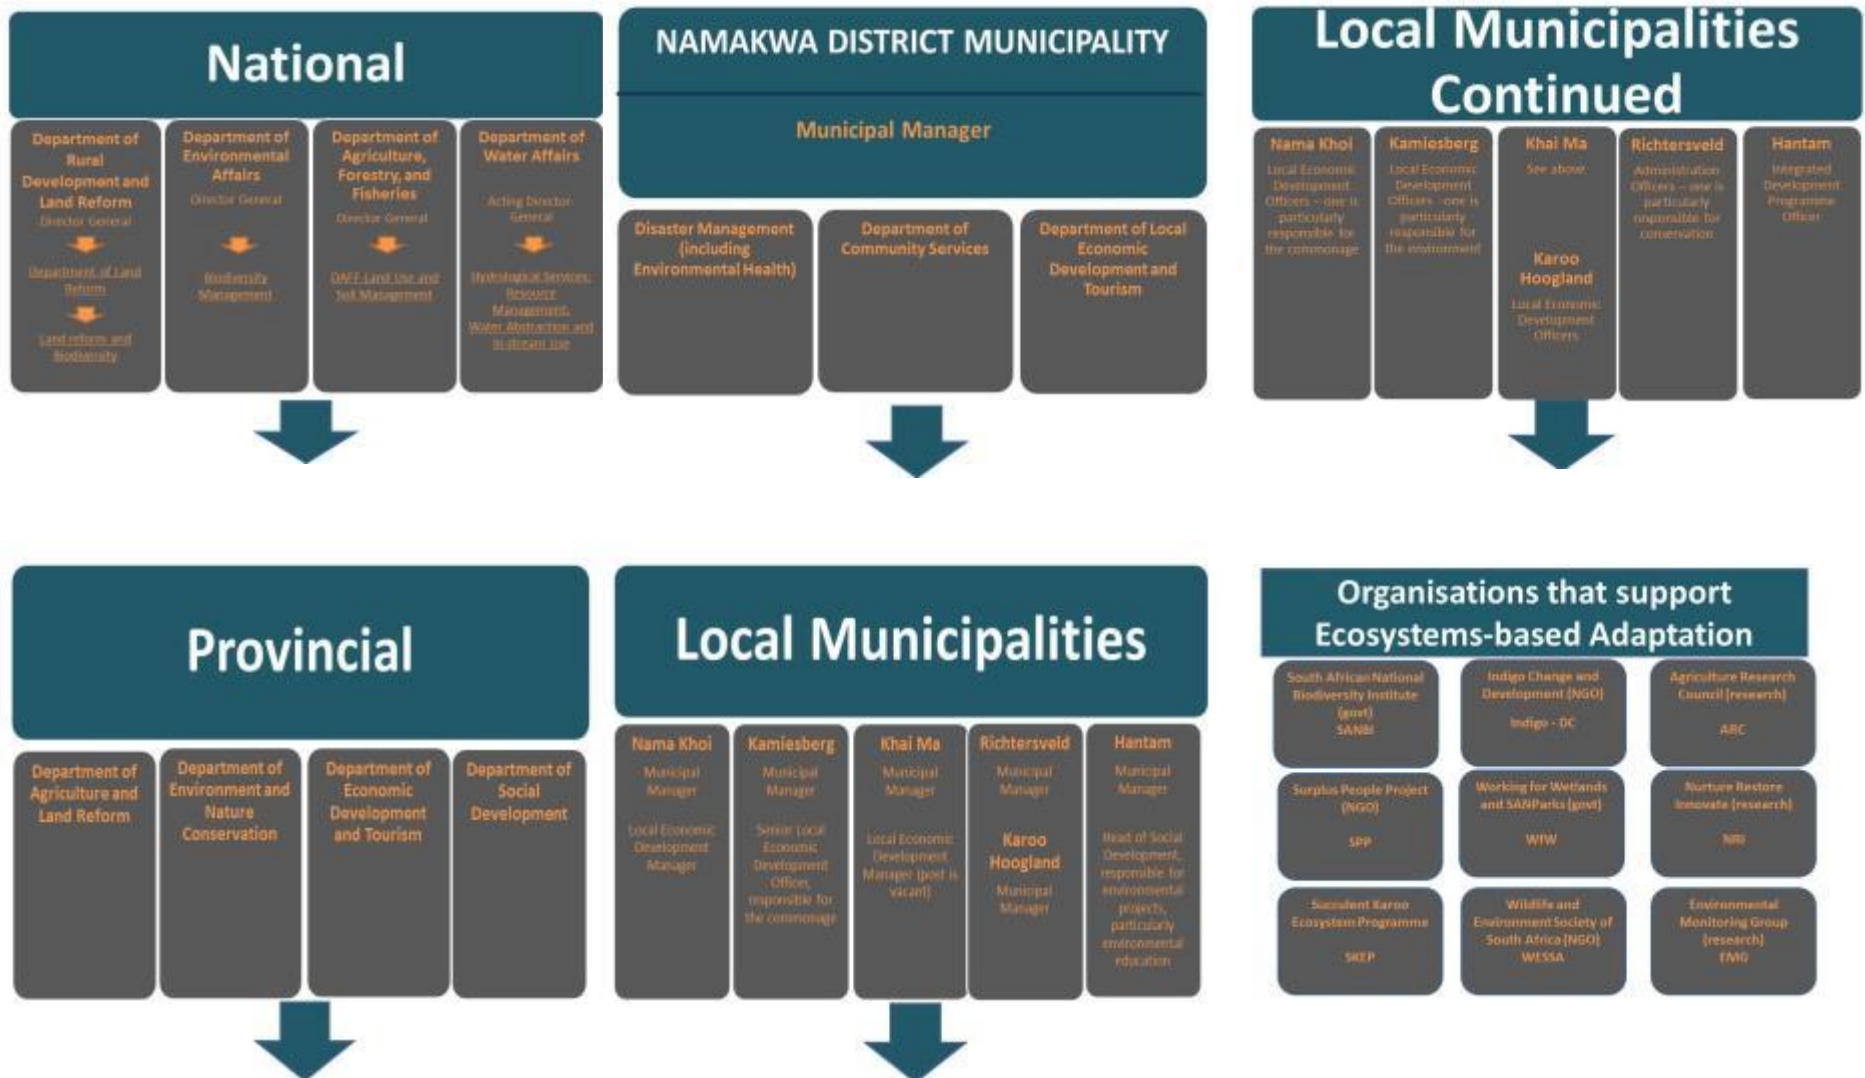 National
Department of
Rural
Development and
Land Reform
Director General
Department of Land
Reform
Land reform and
Biodiversity
Department of
Environmental
Affairs
Director General
Biodiversity
Management
Department of
Agriculture,
Forestry, and
Fisheries
Director General
DAFF-Land Use and
Soil Management
Department of
Water Affairs
Acting Director
General
Hydrological Services,
Resource
Management,
Water Abstraction and
In-stream Use
NAMAKWA DISTRICT MUNICIPALITY
Municipal Manager
Disaster Management
(including
Environmental Health)
Department of
Community Services
Department of Local
Economic
Development and
Tourism
Local Municipalities
Continued
Nama Khoi
Local Economic
Development
Officers – one is
particularly
responsible for
the commonage
Kamiesberg
Local Economic
Development
Officers -one is
particularly
responsible for
the environment
Khai Ma
See above
Karoo
Hoogland
Local Economic
Development
Officers
Richtersveld
Administration
Officers – one is
particularly
responsible for
conservation
Hantam
Integrated
Development
Programme
Officer
Provincial
Department of
Agriculture and
Land Reform
Department of
Environment and
Nature
Conservation
Department of
Economic
Development
and Tourism
Department of
Social
Development
Local Municipalities
Nama Khoi
Municipal
Manager
Local Economic
Development
Manager
Kamiesberg
Municipal
Manager
Senior Local
Economic
Development
Officer,
responsible for
the commonage
Khai Ma
Municipal
Manager
Local Economic
Development
Manager (post is
vacant)
Richtersveld
Municipal
Manager
Karoo
Hoogland
Municipal
Manager
Hantam
Municipal
Manager
Head of Social
Development,
responsible for
environmental
projects,
particularly
environmental
education
Organisations that support
Ecosystems-based Adaptation
South African National
Biodiversity Institute
(govt)
SANBI
Indigo Change and
Development (NGO)
Indigo - DC
Agriculture Research
Council (research)
ARC
Surplus People Project
(NGO)
SPP
Working for Wetlands
and SANParks (govt)
WfW
Nurture Restore
Innovate (research)
NRI
Succulent Karoo
Ecosystem Programme
SKEP
Wildlife and
Environment Society of
South Africa (NGO)
WESSA
Environmental
Monitoring Group
(research)
EMG